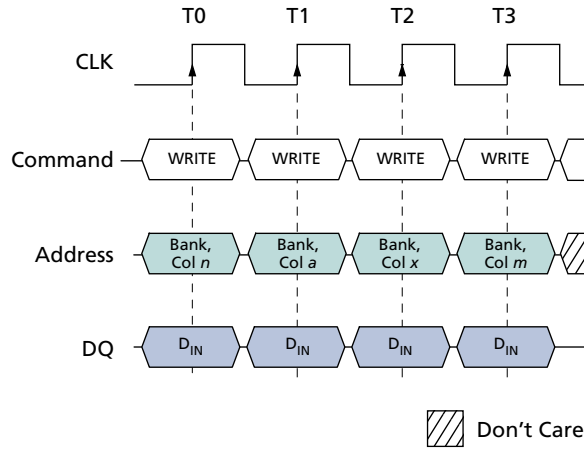 T0 T1 T2 T3
CLK
Command WRITE WRITE WRITE WRITE
Address Bank, Col n Bank, Col a Bank, Col x Bank, Col m
DQ DIN DIN DIN DIN
Don't Care